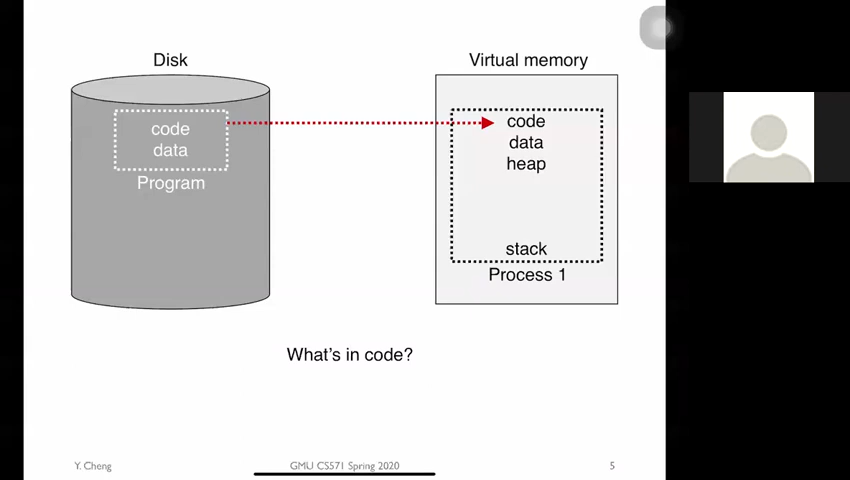 Disk
Virtual memory
code
data
Program
code
data
heap
stack
Process 1
What's in code?
Y. Cheng
GMU CS571 Spring 2020
5